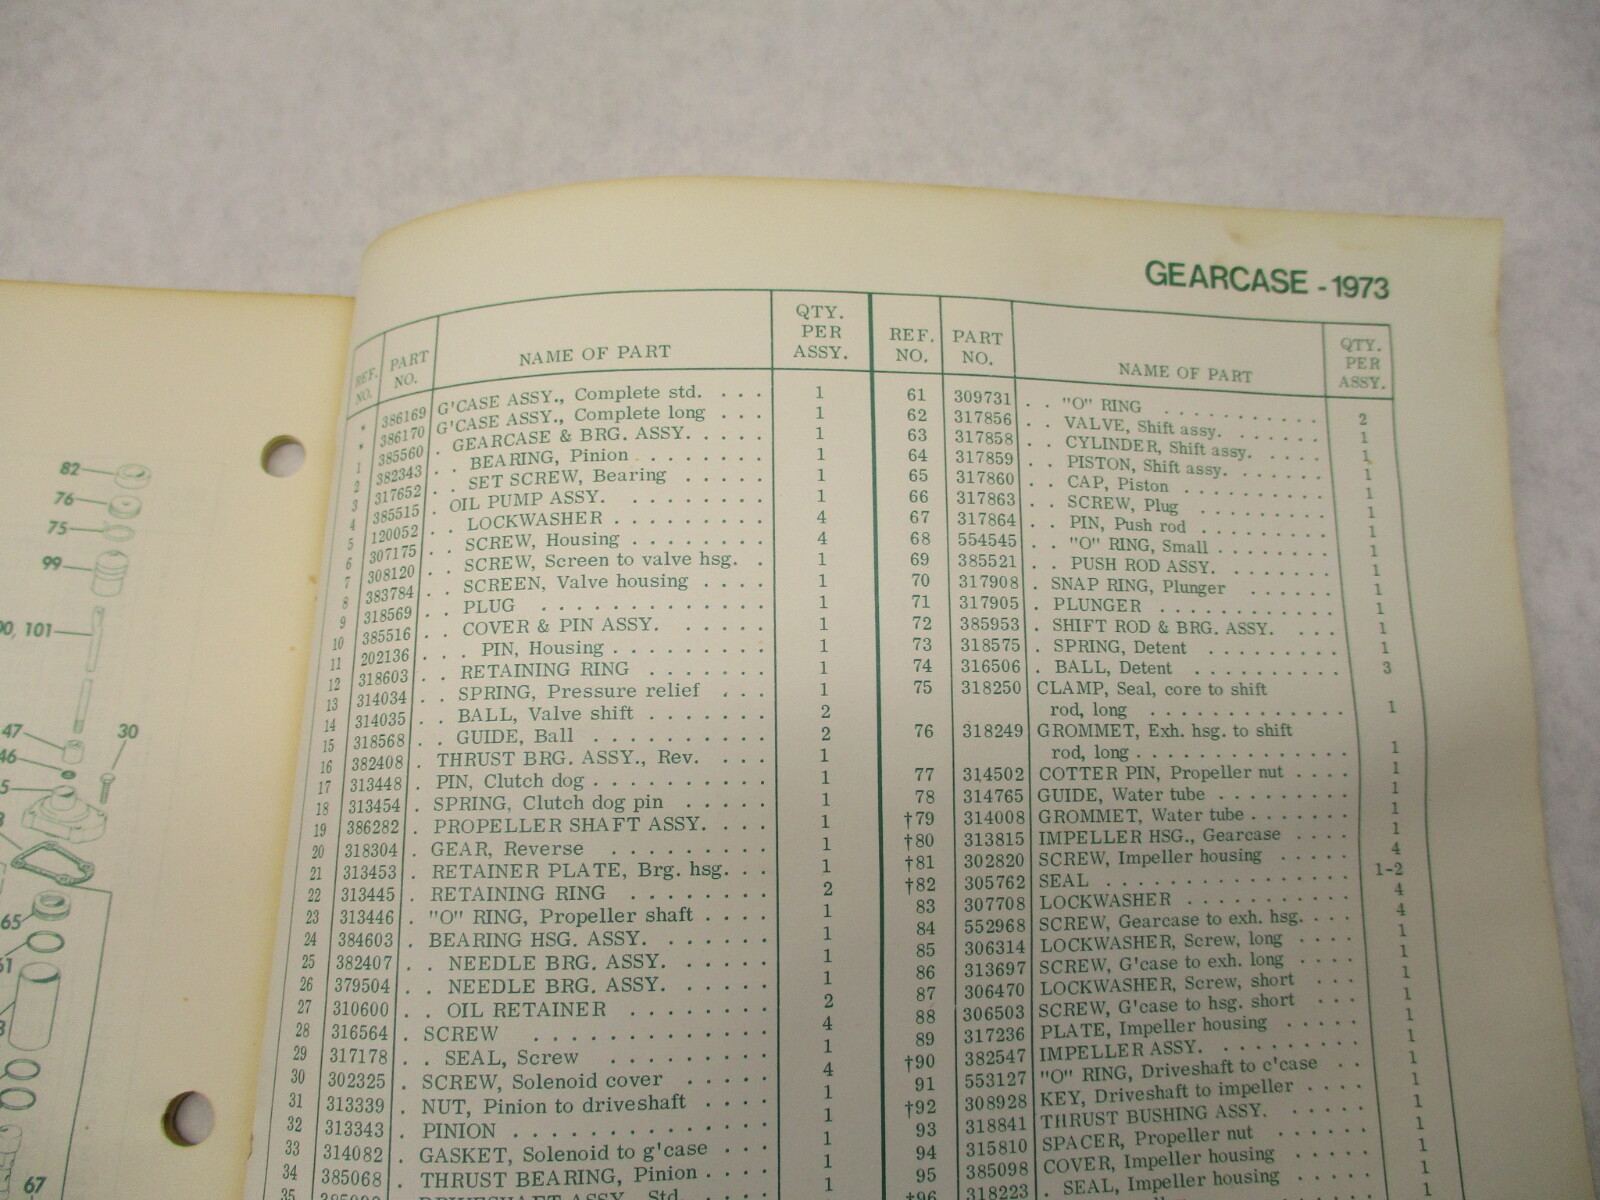 GEARCASE - 1973
REF. NO. PART NO. NAME OF PART QTY. PER ASSY.
* 386169 G'CASE ASSY., Complete std. . . . 1
* 386170 G'CASE ASSY., Complete long . . . 1
1 385560 . GEARCASE & BRG. ASSY. . . . . 1
2 382343 . . BEARING, Pinion . . . . . . . 1
3 317652 . . SET SCREW, Bearing . . . . . 1
4 385515 . OIL PUMP ASSY. . . . . . . . 1
5 120052 . . LOCKWASHER . . . . . . . . 4
6 307175 . . SCREW, Housing . . . . . . . 4
7 308120 . . SCREW, Screen to valve hsg. . 1
8 383784 . . SCREEN, Valve housing . . . . 1
9 318569 . . PLUG . . . . . . . . . . . . 1
10 385516 . . COVER & PIN ASSY. . . . . . 1
11 202136 . . . PIN, Housing . . . . . . . 1
12 318603 . . RETAINING RING . . . . . . 1
13 314034 . . SPRING, Pressure relief . . . 1
14 314035 . . BALL, Valve shift . . . . . . 2
15 318568 . . GUIDE, Ball . . . . . . . . 2
16 382408 . THRUST BRG. ASSY., Rev. . . . 1
17 313448 . PIN, Clutch dog . . . . . . . . 1
18 313454 . SPRING, Clutch dog pin . . . . . 1
19 386282 . PROPELLER SHAFT ASSY. . . . 1
20 318304 . GEAR, Reverse . . . . . . . . 1
21 313453 . RETAINER PLATE, Brg. hsg. . . 1
22 313445 . RETAINING RING . . . . . . . 2
23 313446 . "O" RING, Propeller shaft . . . . 1
24 384603 . BEARING HSG. ASSY. . . . . . 1
25 382407 . . NEEDLE BRG. ASSY. . . . . . 1
26 379504 . . NEEDLE BRG. ASSY. . . . . . 1
27 310600 . . OIL RETAINER . . . . . . . 2
28 316564 . SCREW . . . . . . . . . . . 4
29 317178 . . SEAL, Screw . . . . . . . . 1
30 302325 . SCREW, Solenoid cover . . . . . 4
31 313339 . NUT, Pinion to driveshaft . . . . 1
32 313343 . PINION . . . . . . . . . . . . 1
33 314082 . GASKET, Solenoid to g'case . . . 1
34 385068 . THRUST BEARING, Pinion . . . . 1
35
REF. NO. PART NO. NAME OF PART QTY. PER ASSY.
61 309731 . . "O" RING . . . . . . . . . . 2
62 317856 . . VALVE, Shift assy. . . . . . . 1
63 317858 . . CYLINDER, Shift assy. . . . . 1
64 317859 . . PISTON, Shift assy. . . . . . 1
65 317860 . . CAP, Piston . . . . . . . . . 1
66 317863 . . SCREW, Plug . . . . . . . . 1
67 317864 . . PIN, Push rod . . . . . . . . 1
68 554545 . . "O" RING, Small . . . . . . . 1
69 385521 . . PUSH ROD ASSY. . . . . . . 1
70 317908 . SNAP RING, Plunger . . . . . . 1
71 317905 . PLUNGER . . . . . . . . . . . 1
72 385953 . SHIFT ROD & BRG. ASSY. . . . 1
73 318575 . SPRING, Detent . . . . . . . . 1
74 316506 . BALL, Detent . . . . . . . . . 3
75 318250 CLAMP, Seal, core to shift
rod, long . . . . . . . . . . . . . 1
76 318249 GROMMET, Exh. hsg. to shift
rod, long . . . . . . . . . . . . . 1
77 314502 COTTER PIN, Propeller nut . . . . 1
78 314765 GUIDE, Water tube . . . . . . . . 1
†79 314008 GROMMET, Water tube . . . . . . 1
†80 313815 IMPELLER HSG., Gearcase . . . . 1
†81 302820 SCREW, Impeller housing . . . . . 4
†82 305762 SEAL . . . . . . . . . . . . . . 1-2
83 307708 LOCKWASHER . . . . . . . . . 4
84 552968 SCREW, Gearcase to exh. hsg. . . . 4
85 306314 LOCKWASHER, Screw, long . . . . 1
86 313697 SCREW, G'case to exh. long . . . . 1
87 306470 LOCKWASHER, Screw, short . . . 1
88 306503 SCREW, G'case to hsg. short . . . 1
89 317236 PLATE, Impeller housing . . . . . 1
†90 382547 IMPELLER ASSY. . . . . . . . . 1
91 553127 "O" RING, Driveshaft to c'case . . 1
†92 308928 KEY, Driveshaft to impeller . . . . 1
93 318841 THRUST BUSHING ASSY. . . . . . 1
94 315810 SPACER, Propeller nut . . . . . . 1
95 385098 COVER, Impeller housing . . . . . 1
†96 318223 . SEAL, Impeller housing . . . . . 1
82
76
75
99
101
47
46
30
65
67